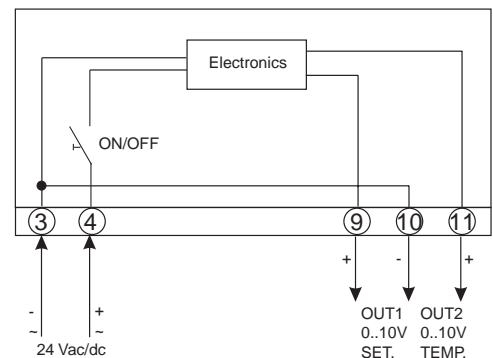 Electronics
ON/OFF
3 4 9 10 11
+ - +
- +
~ ~
24 Vac/dc
OUT1 OUT2
0..10V 0..10V
SET. TEMP.